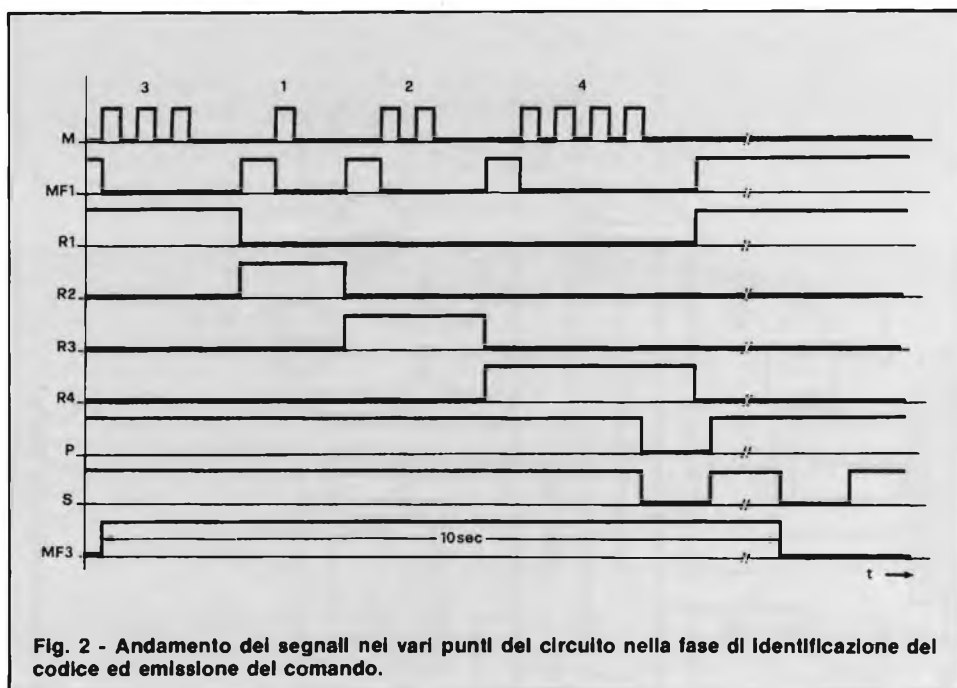 3 1 2 4
M
MF1
R1
R2
R3
R4
P
S
10sec
MF3
t
Fig. 2 - Andamento dei segnali nei vari punti del circuito nella fase di identificazione del
codice ed emissione del comando.